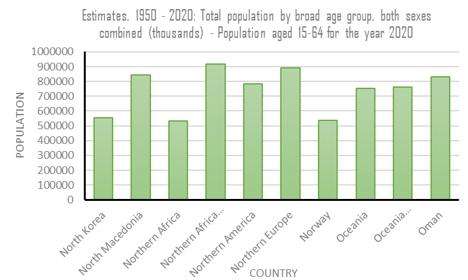 Estimates, 1950 - 2020: Total population by broad age group, both sexes
combined (thousands) - Population aged 15-64 for the year 2020
POPULATION
1000000
900000
800000
700000
600000
500000
400000
300000
200000
100000
0
North Korea
North Macedonia
Northern Africa
Northern Africa...
Northern America
Northern Europe
Norway
Oceania
Oceania...
Oman
COUNTRY